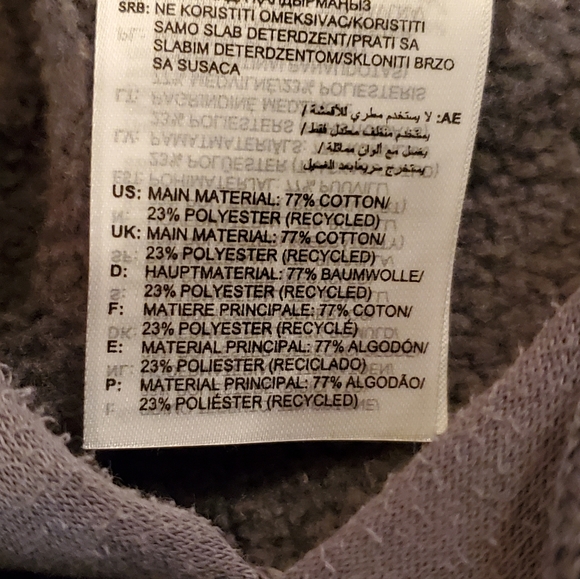 SRB: NE KORISTITI OMEKSIVAC/KORISTITI
SAMO SLAB DETERDZENT/PRATI SA
SLABIM DETERDZENTOM/SKLONITI BRZO
SA SUSACA
AE: لا يستخدم مطري للأقمشة /
يستخدم منظف معتدل فقط /
يغسل مع ألوان مماثلة /
يستخرج سريعا بعد الغسيل
US: MAIN MATERIAL: 77% COTTON/
23% POLYESTER (RECYCLED)
UK: MAIN MATERIAL: 77% COTTON/
23% POLYESTER (RECYCLED)
D: HAUPTMATERIAL: 77% BAUMWOLLE/
23% POLYESTER (RECYCLED)
F: MATIERE PRINCIPALE: 77% COTON/
23% POLYESTER (RECYCLÉ)
E: MATERIAL PRINCIPAL: 77% ALGODÓN/
23% POLIESTER (RECICLADO)
P: MATERIAL PRINCIPAL: 77% ALGODÃO/
23% POLIÉSTER (RECYCLED)